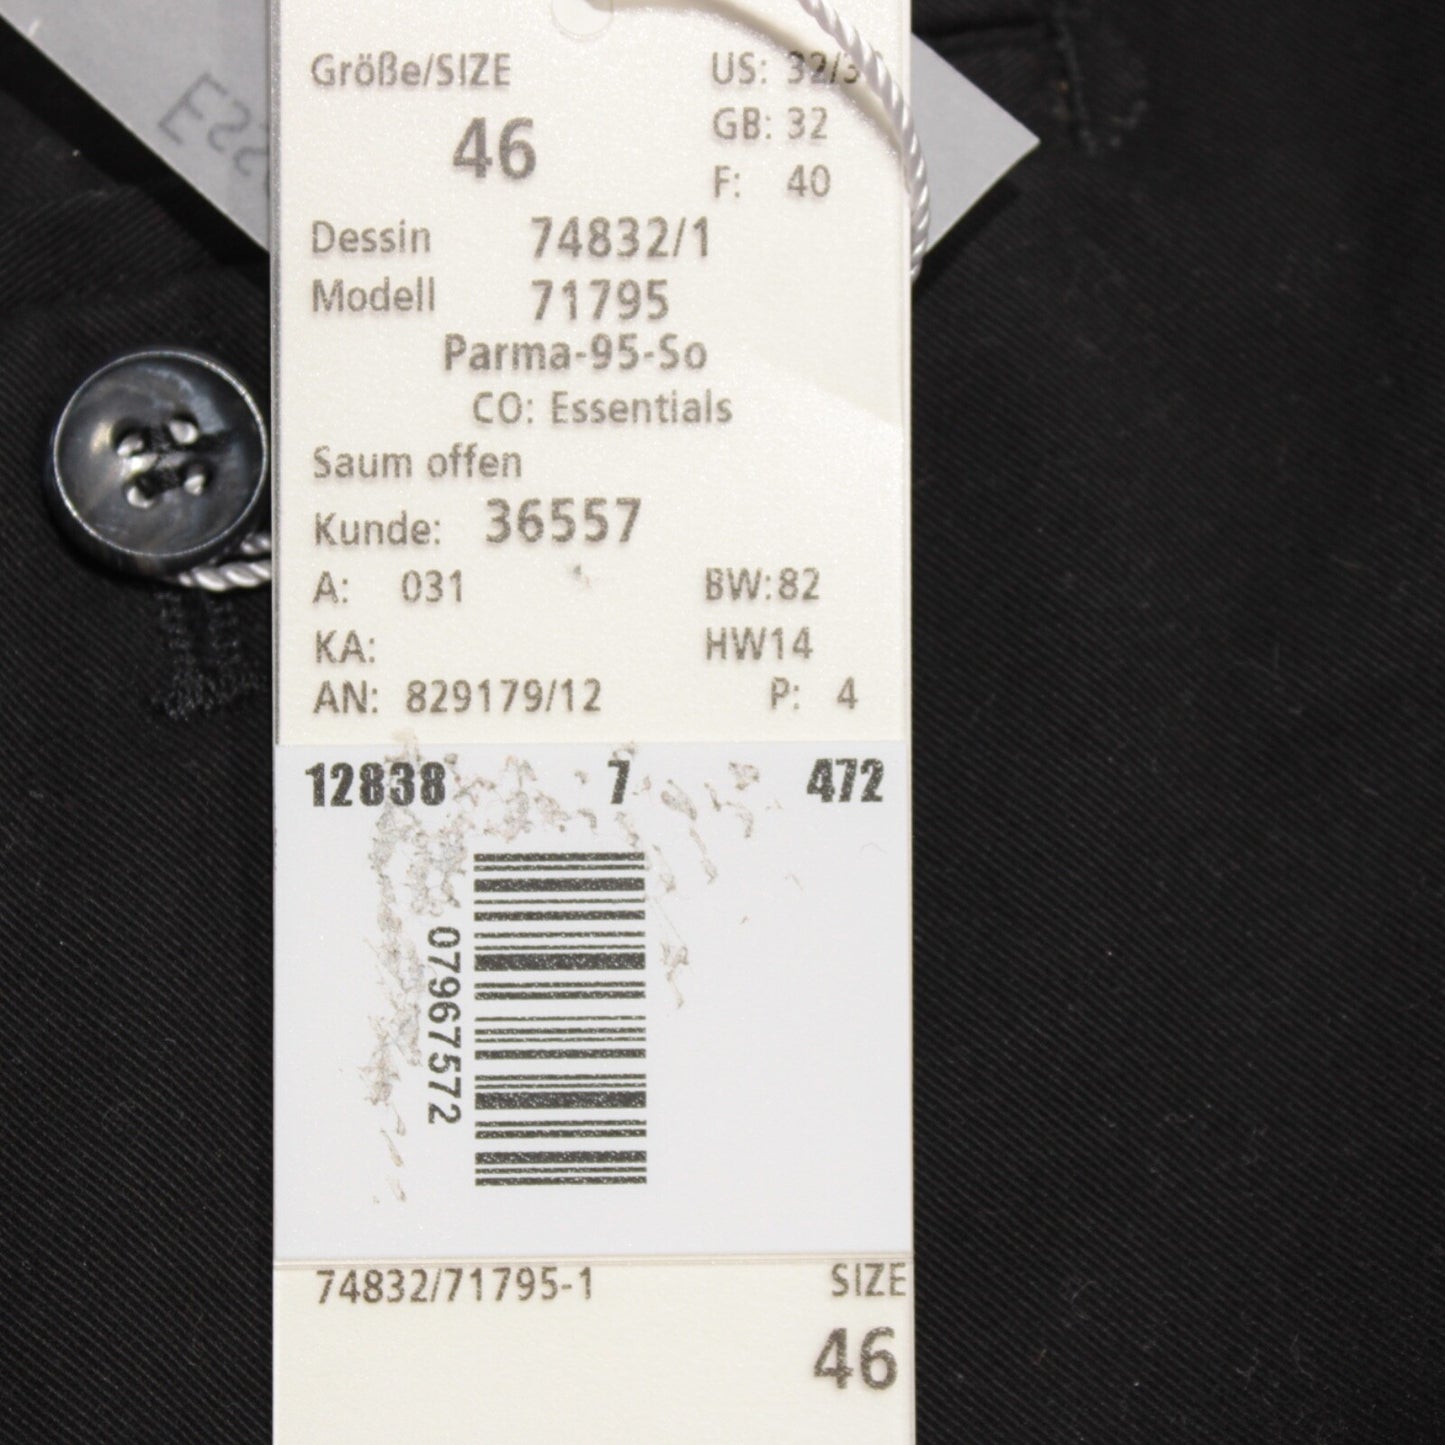 Größe/SIZE US: 32/3
46 GB: 32
F: 40
Dessin 74832/1
Modell 71795
Parma-95-So
CO: Essentials
Saum offen
Kunde: 36557
A: 031 BW:82
KA: HW14
AN: 829179/12 P: 4
12838 7 472
07967572
74832/71795-1 SIZE
46